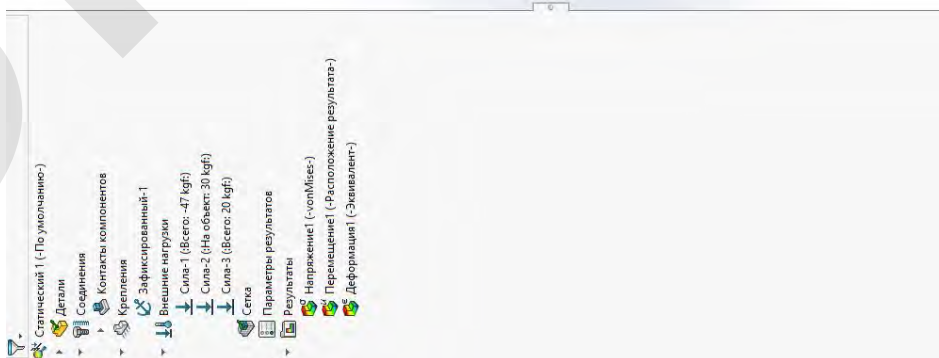 Статический 1 (-По умолчанию-)
Детали
Соединения
Контакты компонентов
Крепления
Зафиксированный-1
Внешние нагрузки
Сила-1 (:Всего: -47 kgf:)
Сила-2 (:На объект: 30 kgf:)
Сила-3 (:Всего: 20 kgf:)
Сетка
Параметры результатов
Результаты
Напряжение1 (-vonMises-)
Перемещение1 (-Расположение результата-)
Деформация1 (-Эквивалент-)